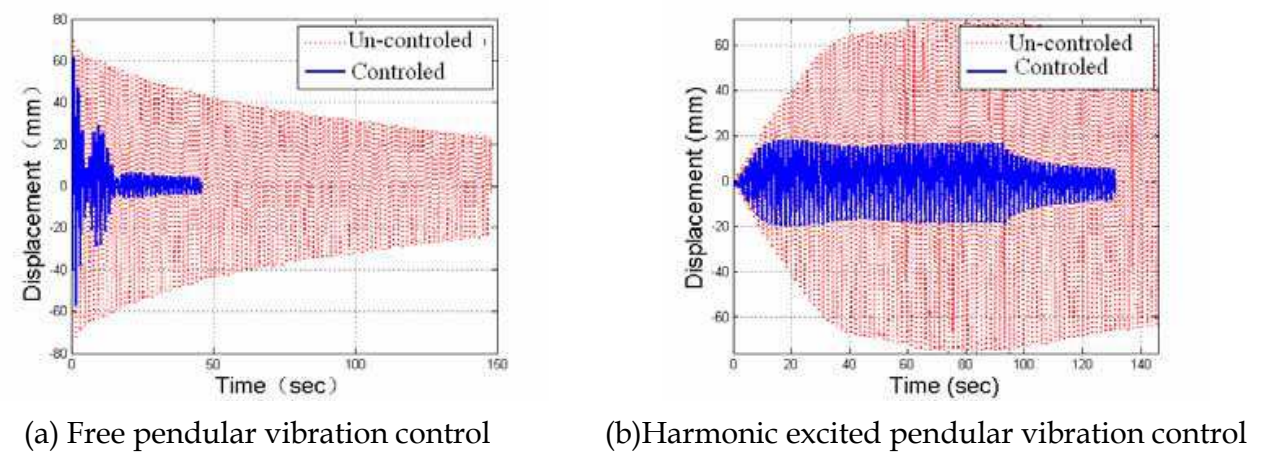 80
60
40
20
0
-20
-40
-60
-80
Displacement（mm）
Un-controled
Controled
0
50
100
150
Time（sec）
(a) Free pendular vibration control
60
40
20
0
-20
-40
-60
Displacement (mm)
Un-controled
Controled
0
20
40
60
80
100
120
140
Time (sec)
(b)Harmonic excited pendular vibration control